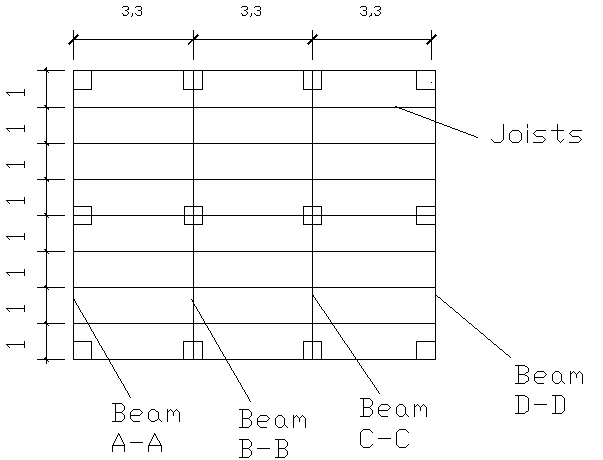 3,3 3,3 3,3
1
1
1
1
1
1
1
1
Joists
Beam
A-A
Beam
B-B
Beam
C-C
Beam
D-D